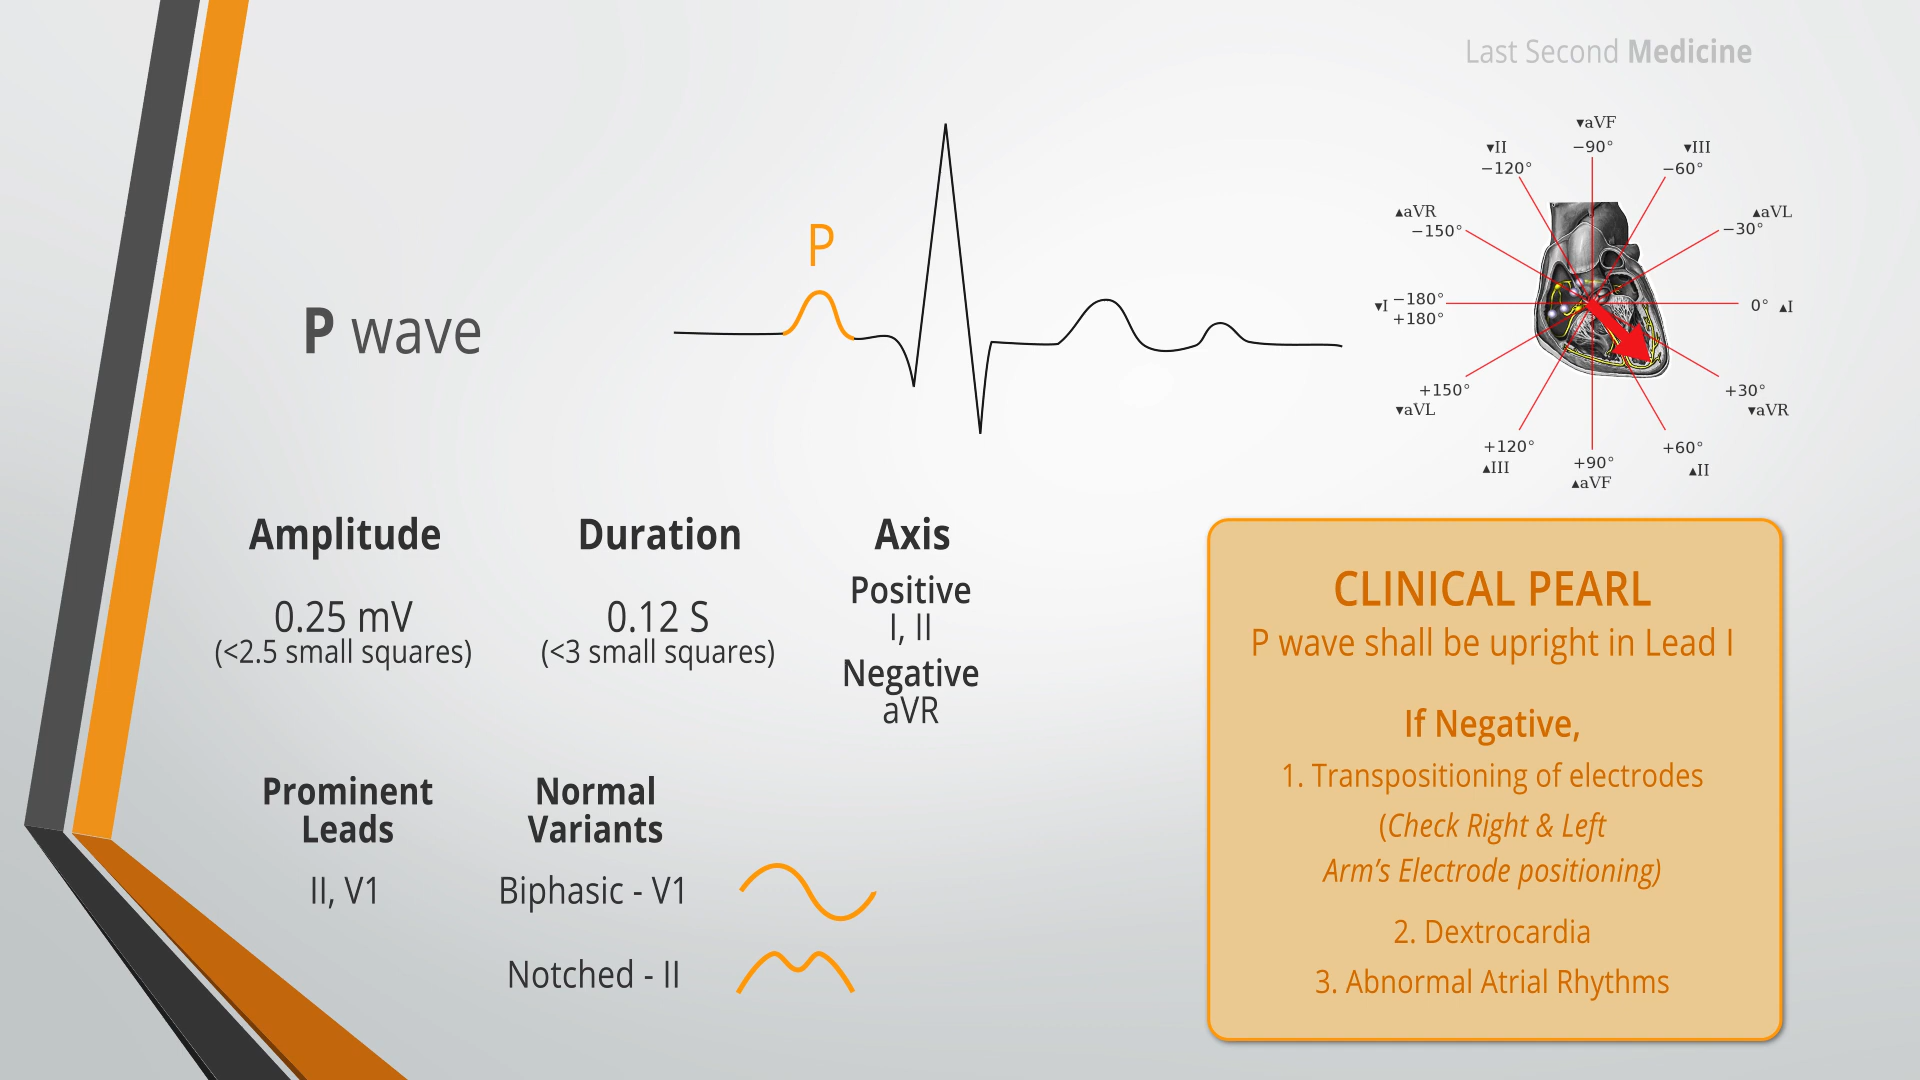 Last Second Medicine
P wave
P
▾aVF
−90°
▾II
−120°
▾III
−60°
▴aVR
−150°
▴aVL
−30°
▾I −180°
+180°
0° ▴I
+150°
▾aVL
+30°
▾aVR
+120°
▴III
+90°
▴aVF
+60°
▴II
Amplitude
0.25 mV
(<2.5 small squares)
Duration
0.12 S
(<3 small squares)
Axis
Positive
I, II
Negative
aVR
Prominent
Leads
II, V1
Normal
Variants
Biphasic - V1
Notched - II
CLINICAL PEARL
P wave shall be upright in Lead I
If Negative,
1. Transpositioning of electrodes
(Check Right & Left
Arm’s Electrode positioning)
2. Dextrocardia
3. Abnormal Atrial Rhythms